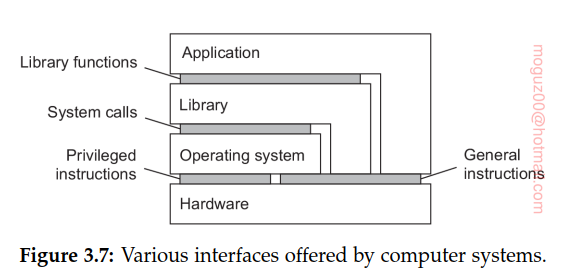 Application
Library functions
Library
System calls
Privileged
instructions
Operating system
General
instructions
Hardware
moguz00@hotmail.com
Figure 3.7: Various interfaces offered by computer systems.